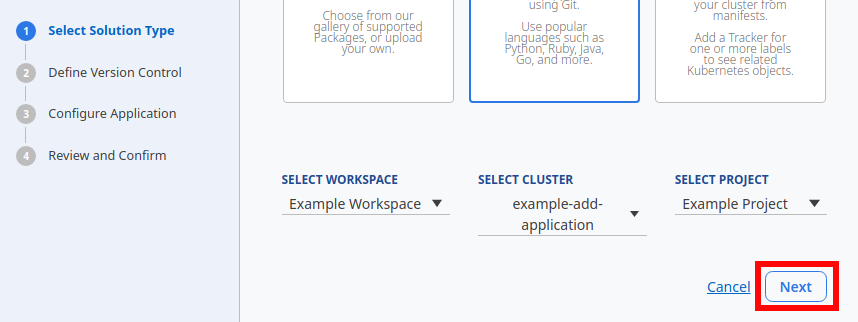 1 Select Solution Type
2 Define Version Control
3 Configure Application
4 Review and Confirm
Choose from our
gallery of supported
Packages, or upload
your own.
using Git.
Use popular
languages such as
Python, Ruby, Java,
Go, and more.
your cluster from
manifests.
Add a Tracker for
one or more labels
to see related
Kubernetes objects.
SELECT WORKSPACE
Example Workspace
SELECT CLUSTER
example-add-
application
SELECT PROJECT
Example Project
Cancel
Next